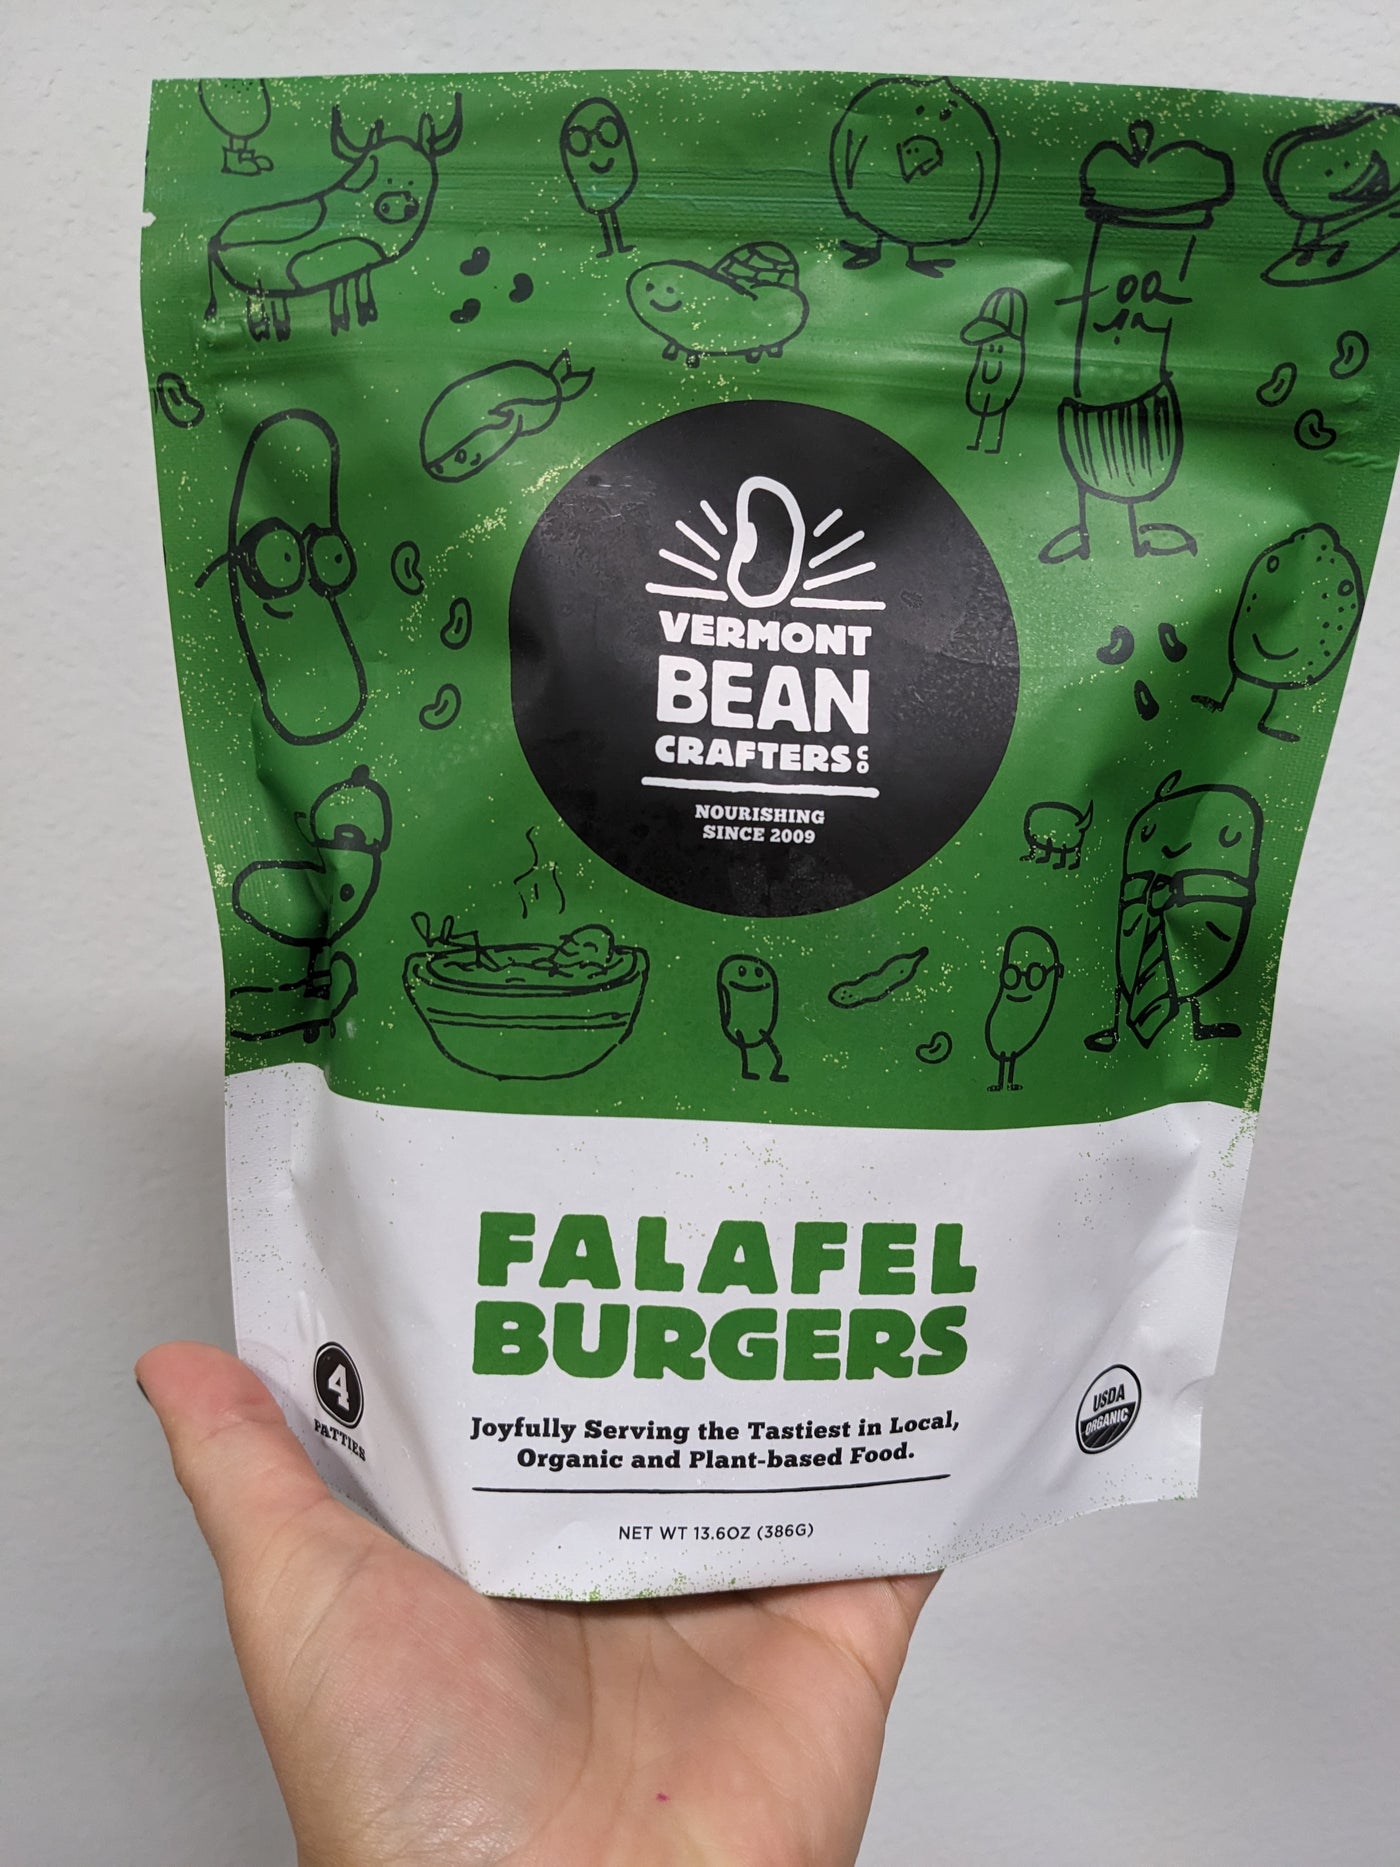 VERMONT
BEAN
CRAFTERS CO
NOURISHING
SINCE 2009
FALAFEL
BURGERS
4
PATTIES
Joyfully Serving the Tastiest in Local,
Organic and Plant-based Food.
USDA
ORGANIC
NET WT 13.6OZ (386G)